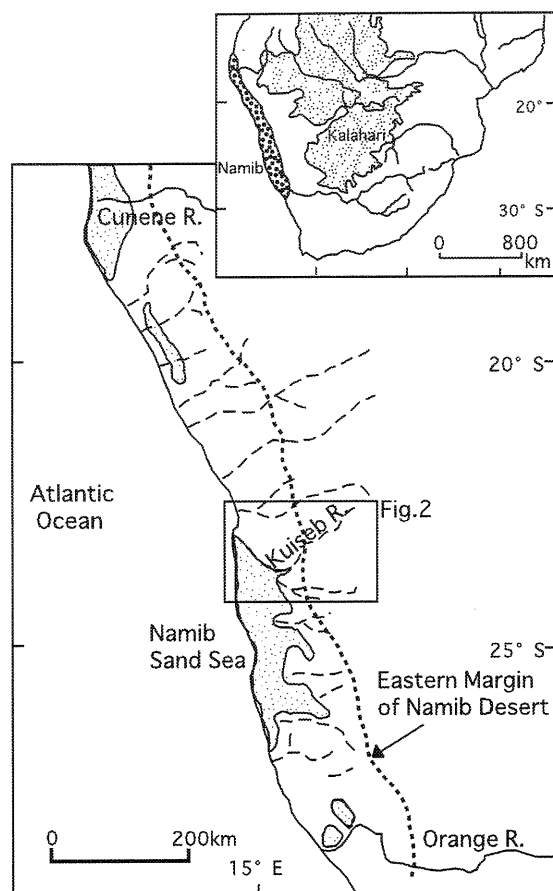 20°
Kalahari
Namib
30° S
0 800
km
Cunene R.
20° S
Atlantic
Ocean
Fig.2
Kuiseb R.
Namib
Sand Sea
25° S
Eastern Margin
of Namib Desert
0 200km
Orange R.
15° E